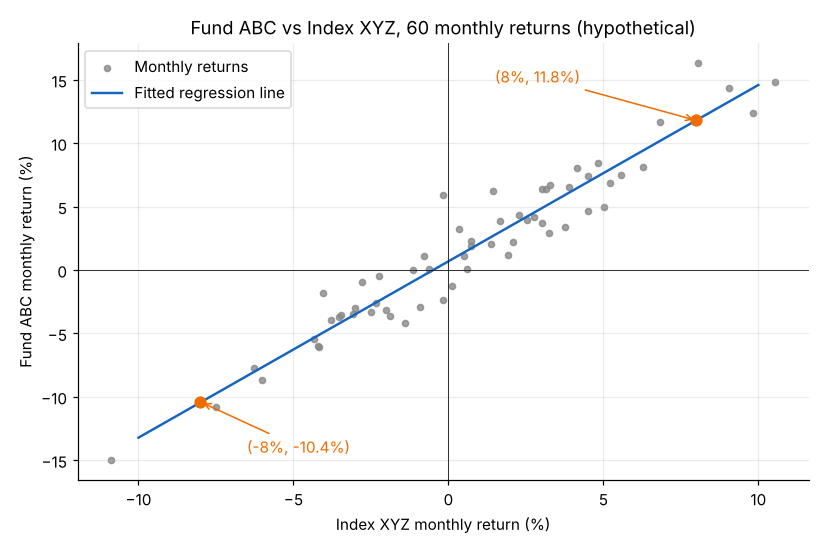 Fund ABC vs Index XYZ, 60 monthly returns (hypothetical)
Monthly returns
Fitted regression line
(8%, 11.8%)
(-8%, -10.4%)
Fund ABC monthly return (%)
15
10
5
0
−5
−10
−15
−10
−5
0
5
10
Index XYZ monthly return (%)